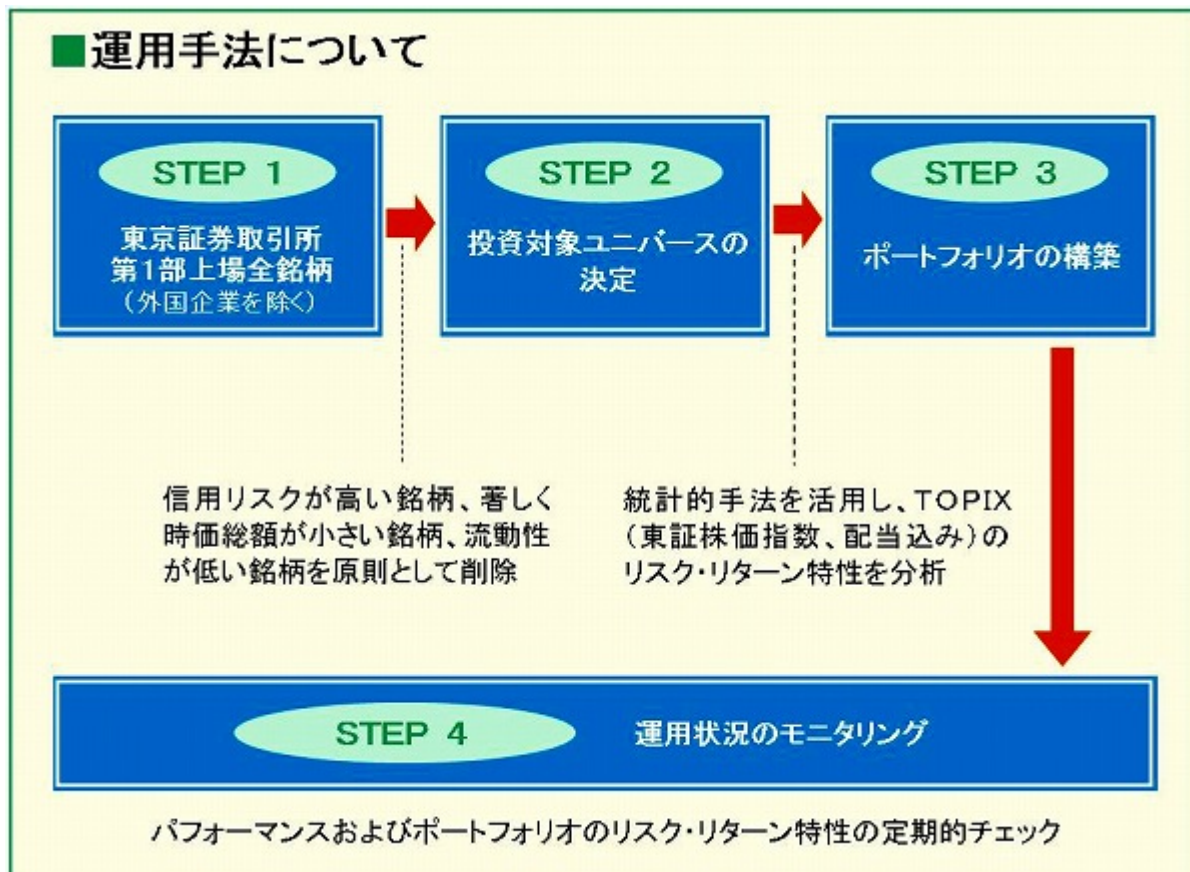 ■運用手法について
STEP 1
東京証券取引所
第1部上場全銘柄
(外国企業を除く)
STEP 2
投資対象ユニバースの
決定
STEP 3
ポートフォリオの構築
信用リスクが高い銘柄、著しく
時価総額が小さい銘柄、流動性
が低い銘柄を原則として削除
統計的手法を活用し、TOPIX
(東証株価指数、配当込み)の
リスク・リターン特性を分析
STEP 4
運用状況のモニタリング
パフォーマンスおよびポートフォリオのリスク・リターン特性の定期的チェック